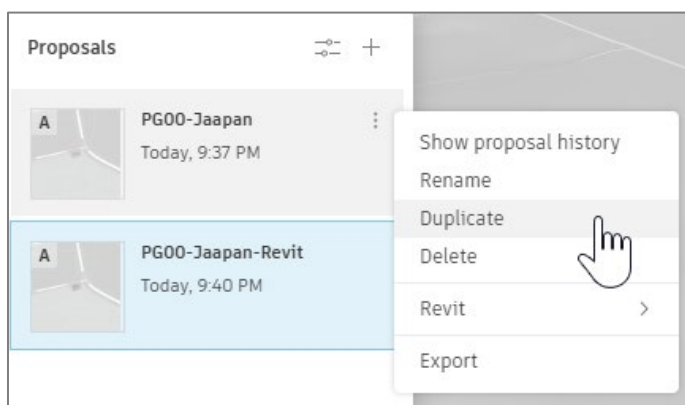 Proposals
A
PG00-Jaapan
Today, 9:37 PM
A
PG00-Jaapan-Revit
Today, 9:40 PM
Show proposal history
Rename
Duplicate
Delete
Revit
Export